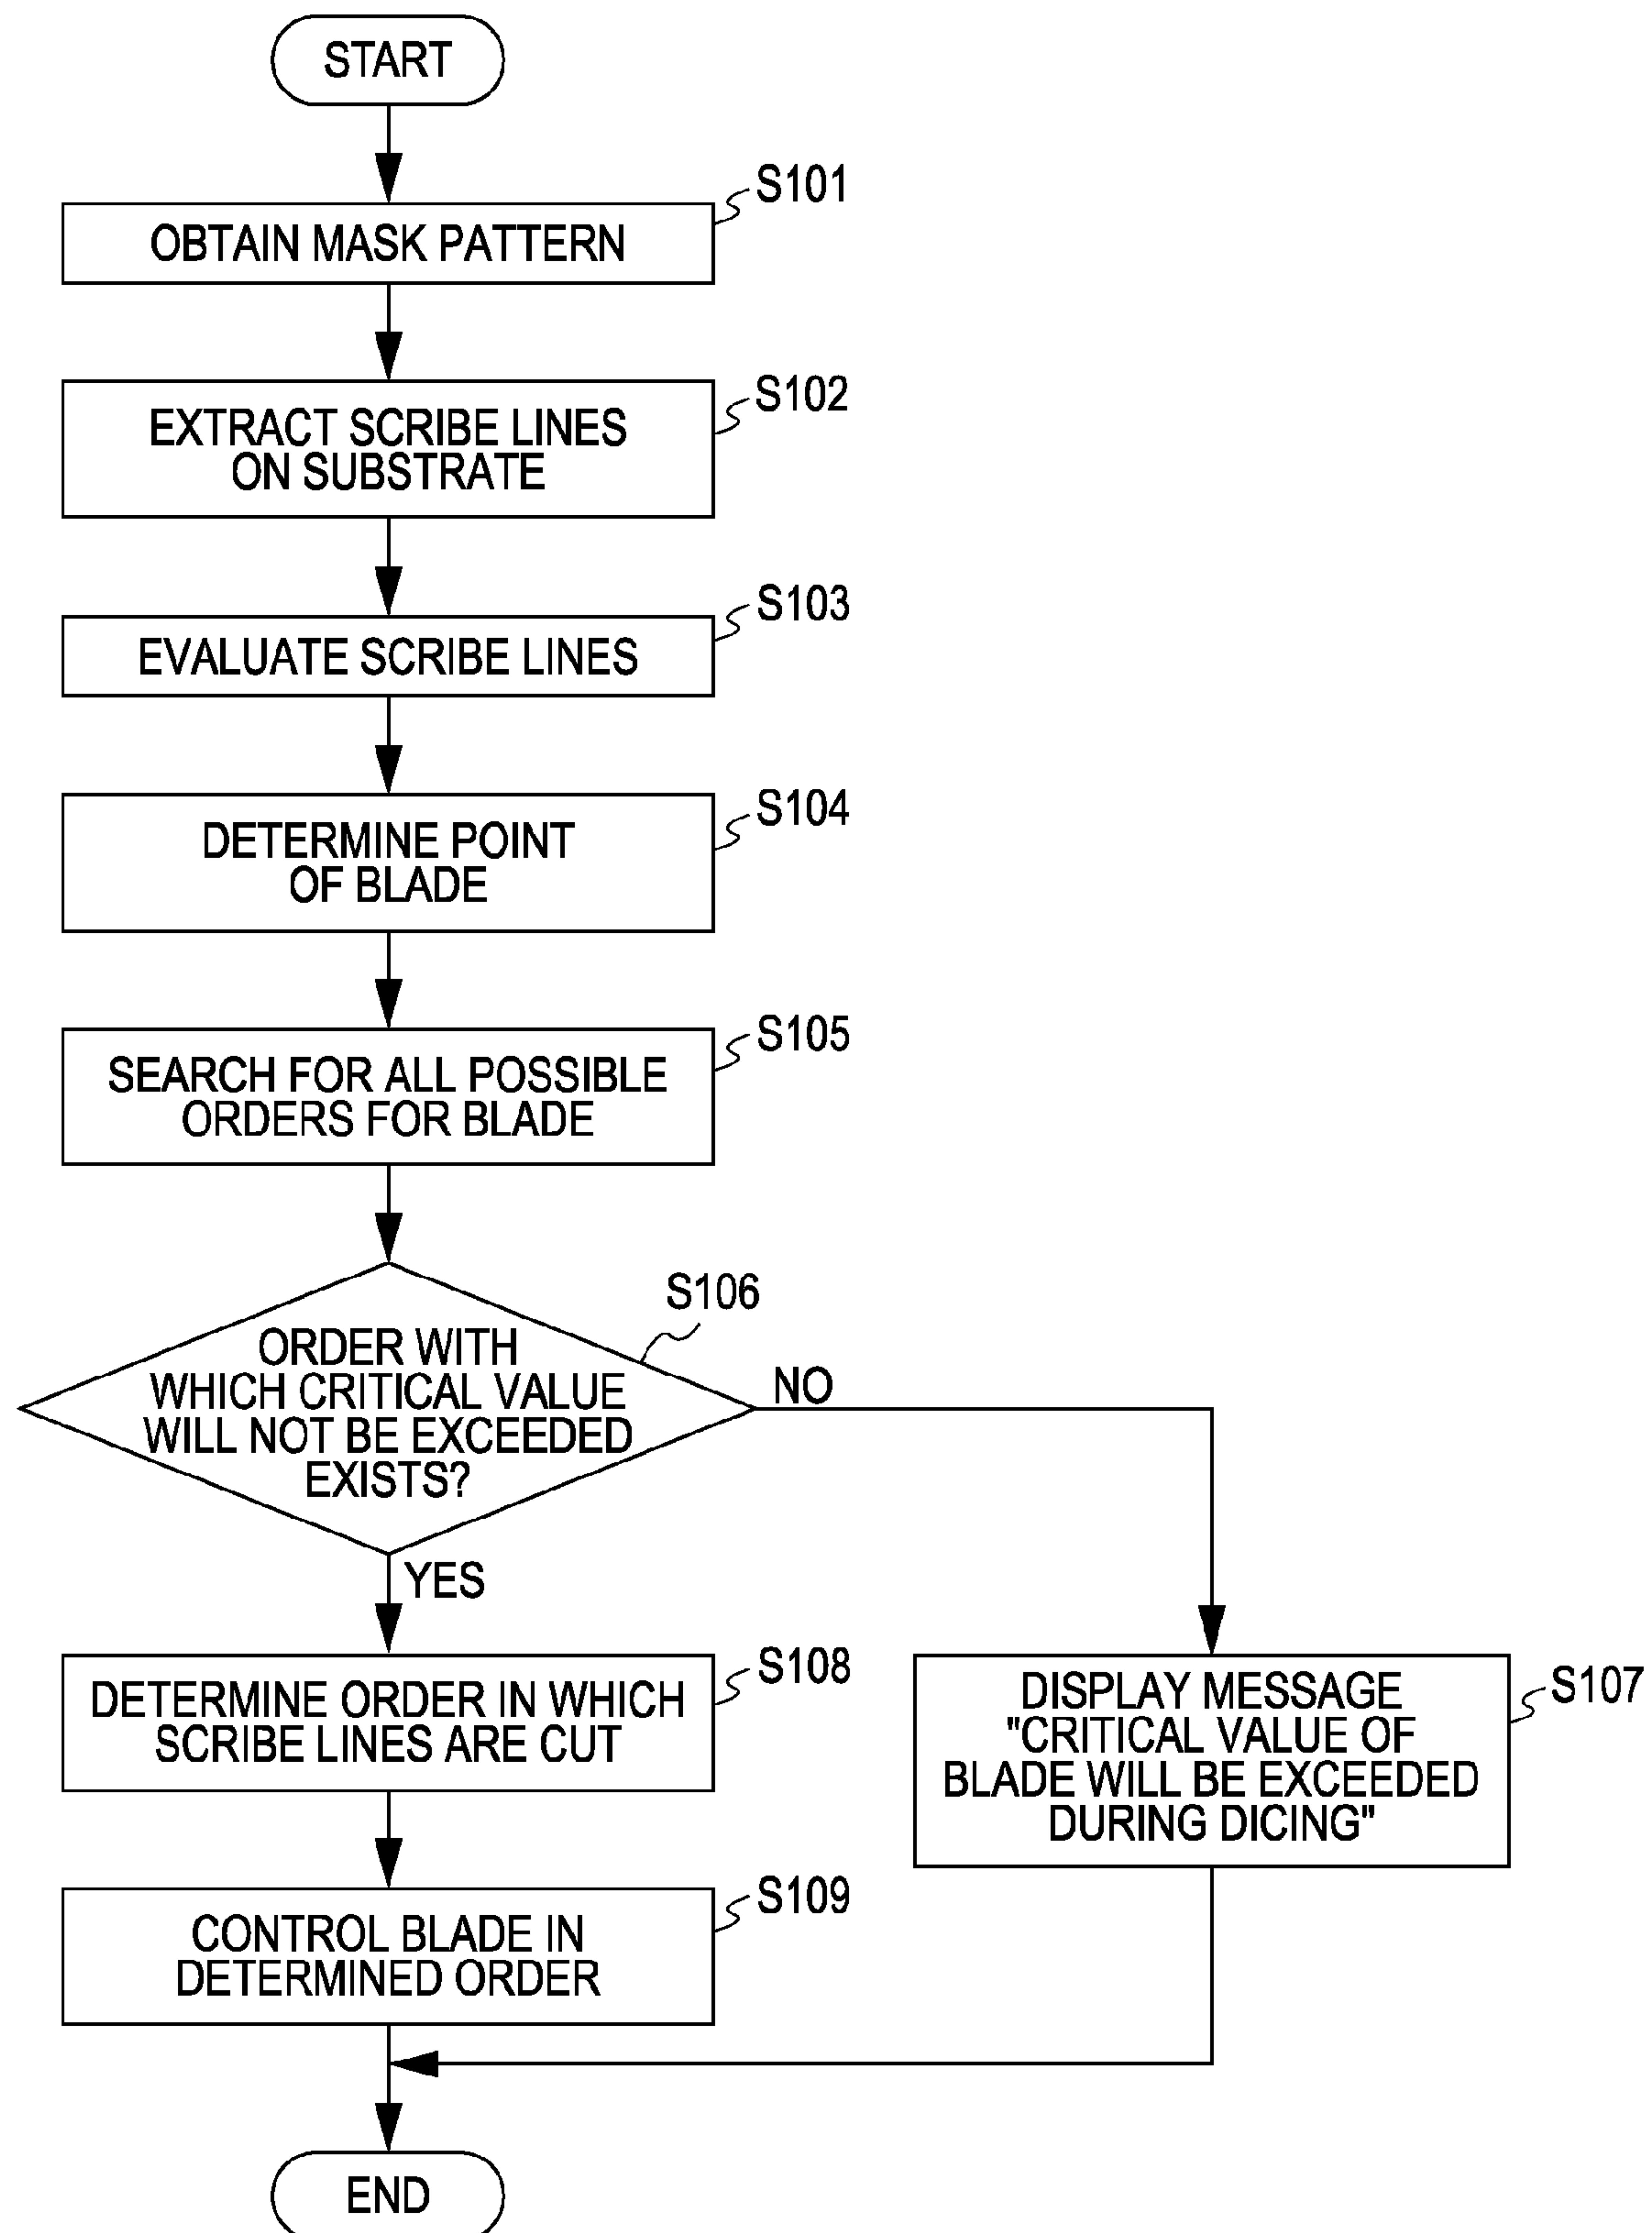 START
S101
OBTAIN MASK PATTERN
S102
EXTRACT SCRIBE LINES
ON SUBSTRATE
S103
EVALUATE SCRIBE LINES
S104
DETERMINE POINT
OF BLADE
S105
SEARCH FOR ALL POSSIBLE
ORDERS FOR BLADE
S106
ORDER WITH
WHICH CRITICAL VALUE
WILL NOT BE EXCEEDED
EXISTS?
NO
YES
S108
DETERMINE ORDER IN WHICH
SCRIBE LINES ARE CUT
S107
DISPLAY MESSAGE
"CRITICAL VALUE OF
BLADE WILL BE EXCEEDED
DURING DICING"
S109
CONTROL BLADE IN
DETERMINED ORDER
END